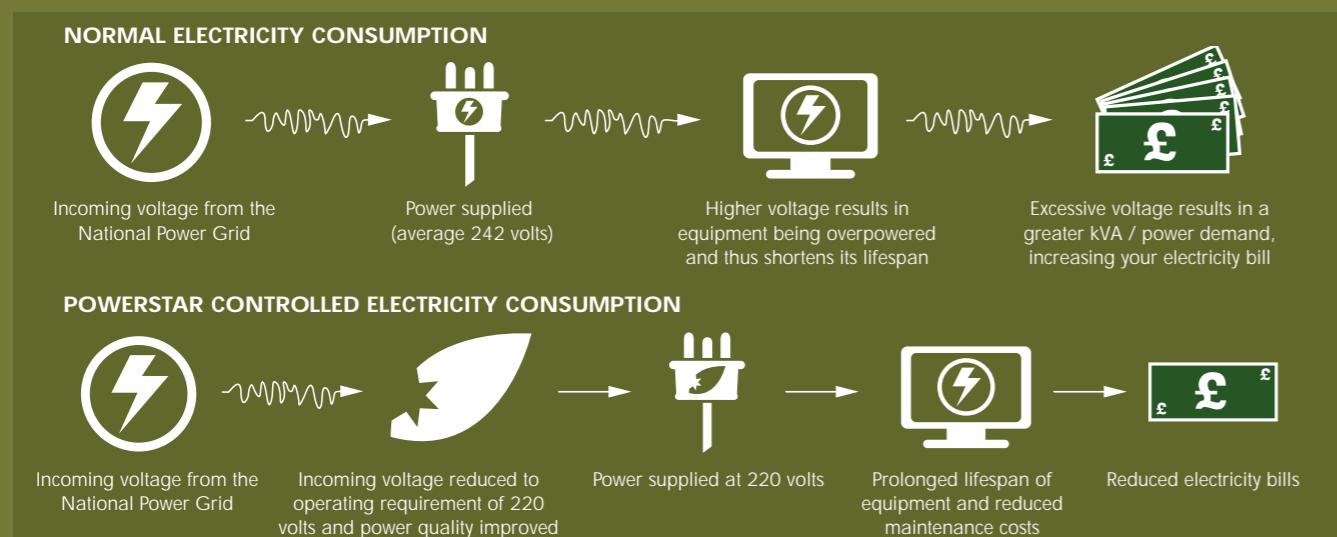 NORMAL ELECTRICITY CONSUMPTION
£
£
£
£
£
£
£
Incoming voltage from the
National Power Grid
Power supplied
(average 242 volts)
Higher voltage results in
equipment being overpowered
and thus shortens its lifespan
Excessive voltage results in a
greater kVA / power demand,
increasing your electricity bill
POWERSTAR CONTROLLED ELECTRICITY CONSUMPTION
£
£
£
Incoming voltage from the
National Power Grid
Incoming voltage reduced to
operating requirement of 220
volts and power quality improved
Power supplied at 220 volts
Prolonged lifespan of
equipment and reduced
maintenance costs
Reduced electricity bills